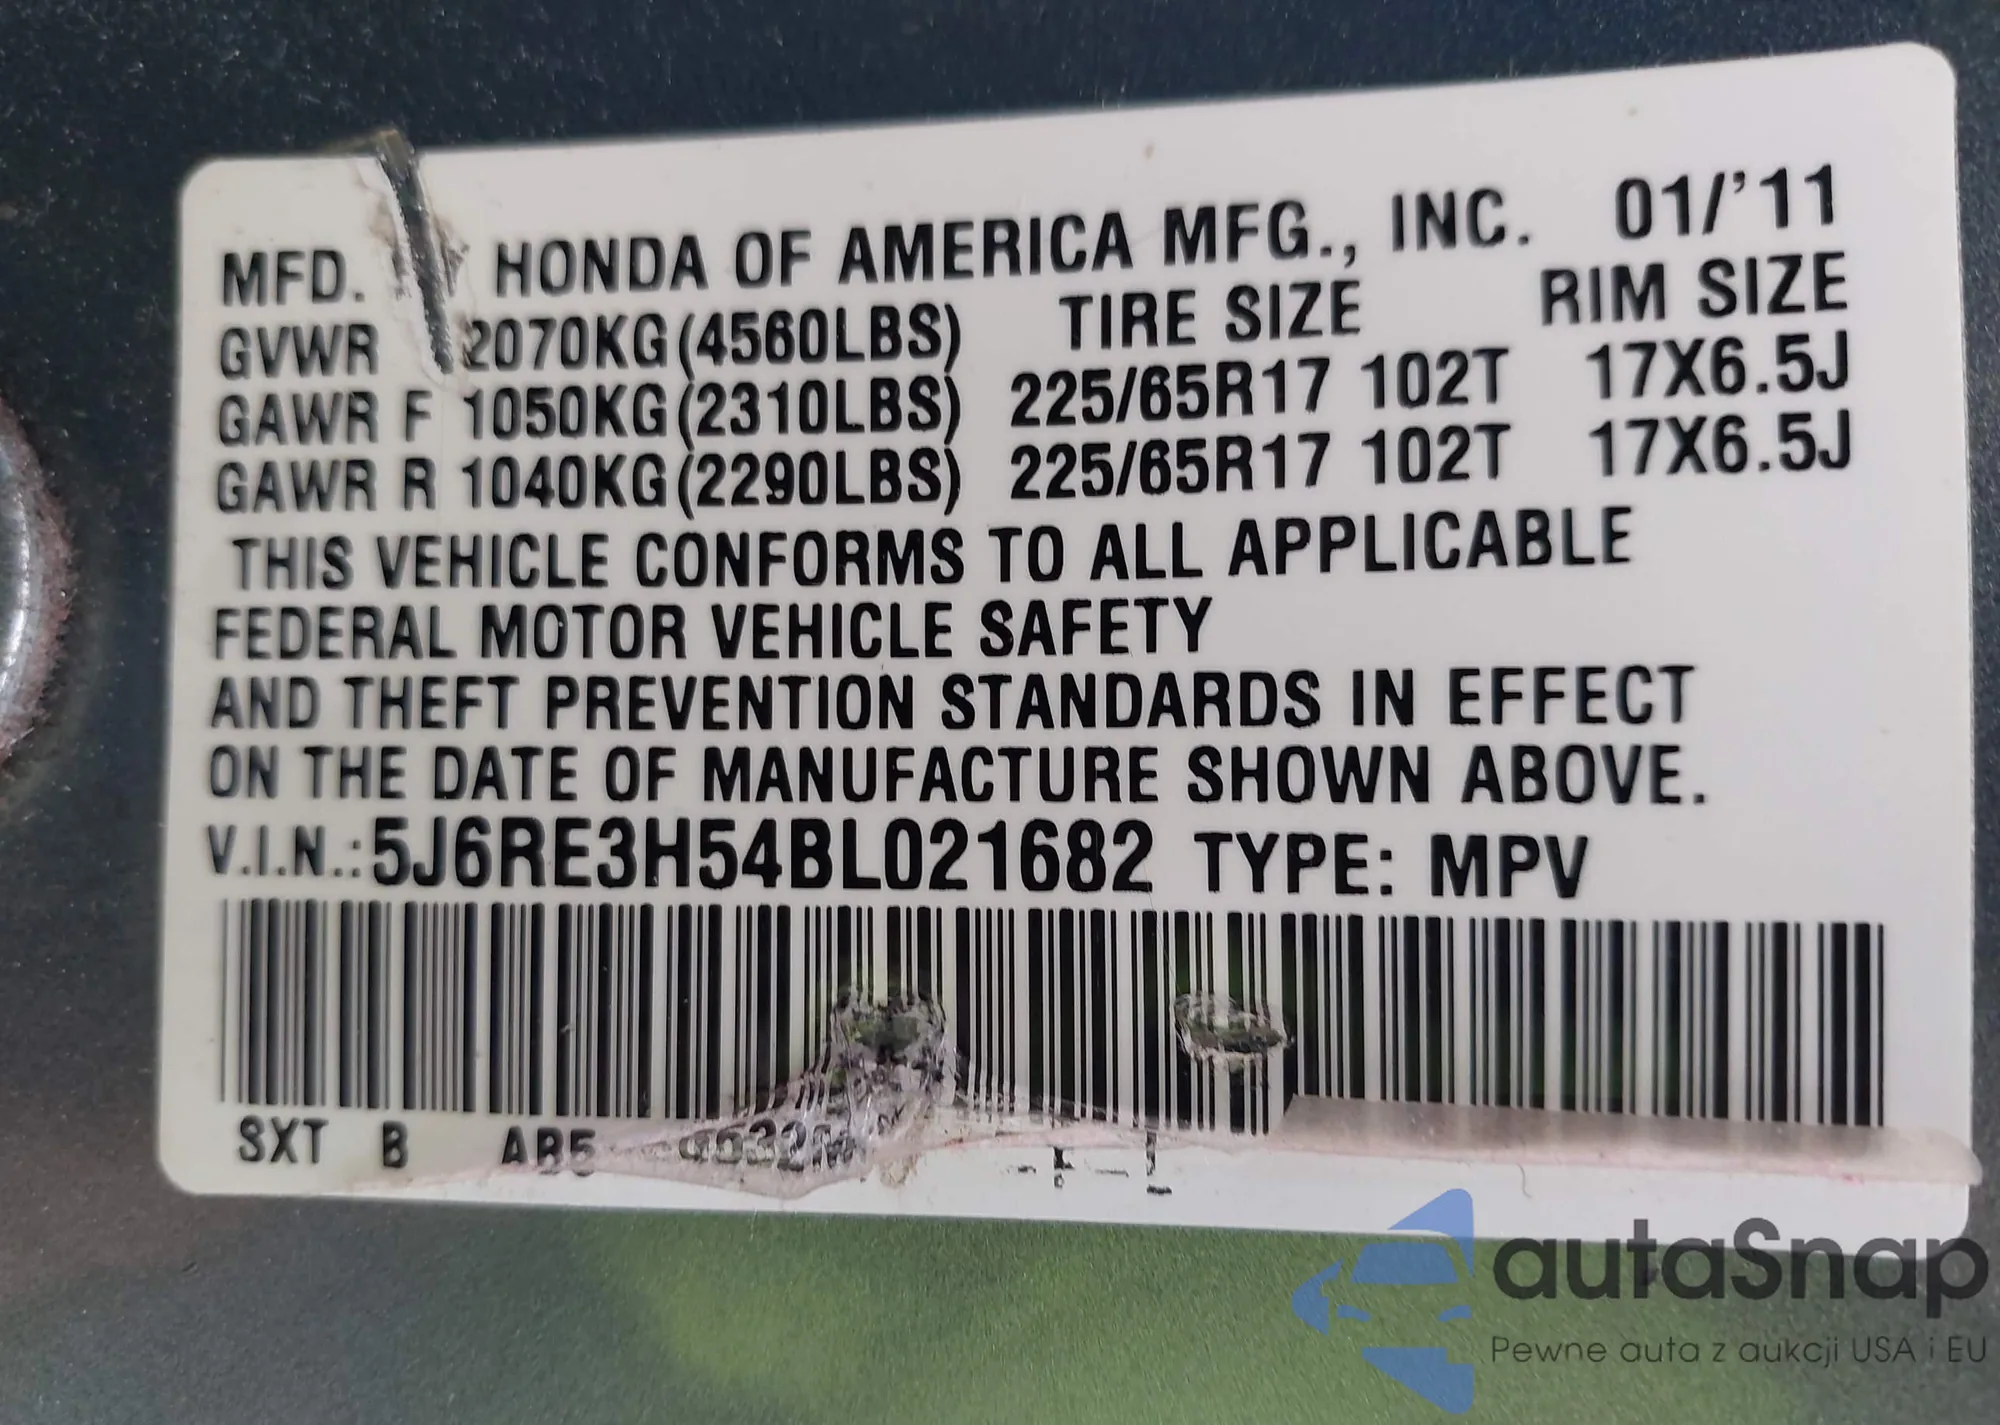 MFD. BY HONDA OF AMERICA MFG., INC. 01/'11
GVWR 2070KG(4560LBS) TIRE SIZE RIM SIZE
GAWR F 1050KG(2310LBS) 225/65R17 102T 17X6.5J
GAWR R 1040KG(2290LBS) 225/65R17 102T 17X6.5J
THIS VEHICLE CONFORMS TO ALL APPLICABLE
FEDERAL MOTOR VEHICLE SAFETY
AND THEFT PREVENTION STANDARDS IN EFFECT
ON THE DATE OF MANUFACTURE SHOWN ABOVE.
V.I.N.:5J6RE3H54BL021682 TYPE: MPV
SXT B
autaSnap
Pewne auta z aukcji USA i EU